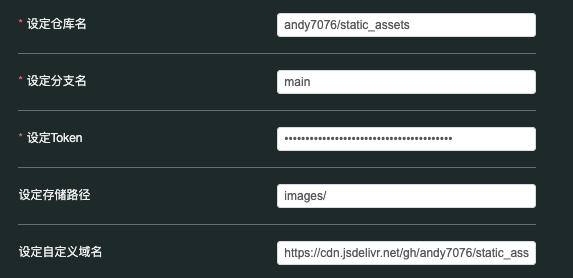 * 设定仓库名
andy7076/static_assets
* 设定分支名
main
* 设定Token
••••••••••••••••••••••••••••••••••••••••
设定存储路径
images/
设定自定义域名
https://cdn.jsdelivr.net/gh/andy7076/static_ass